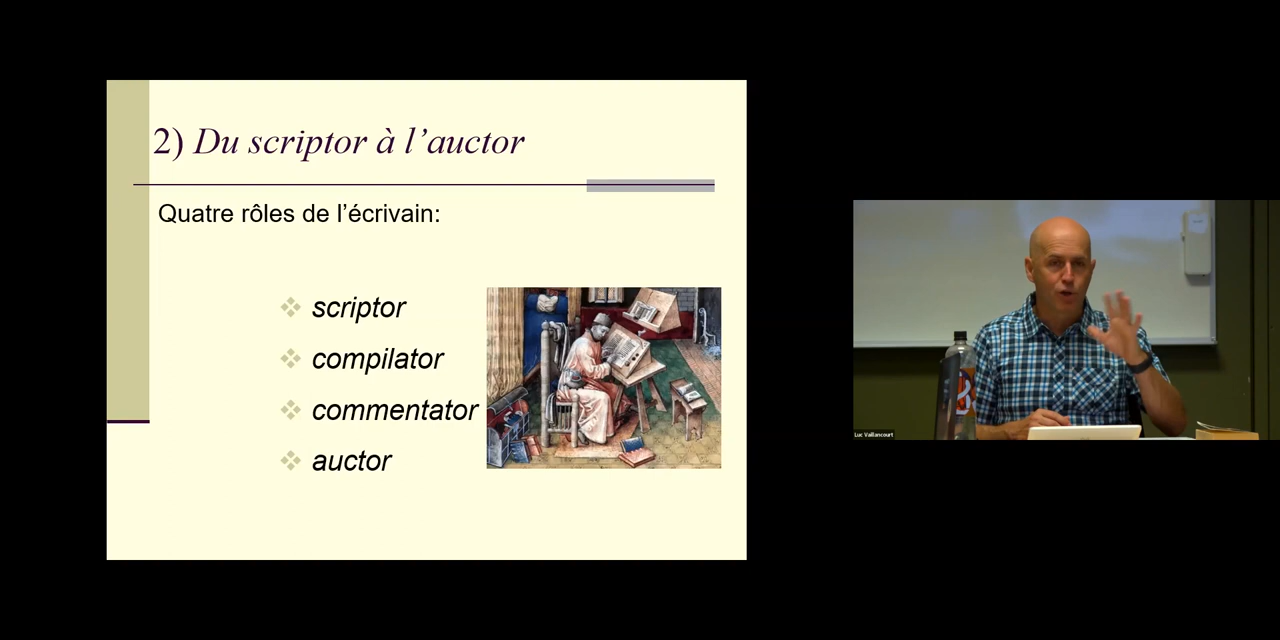 2) Du scriptor à l’auctor
Quatre rôles de l’écrivain:
scriptor
compilator
commentator
auctor
Luc Vaillancourt